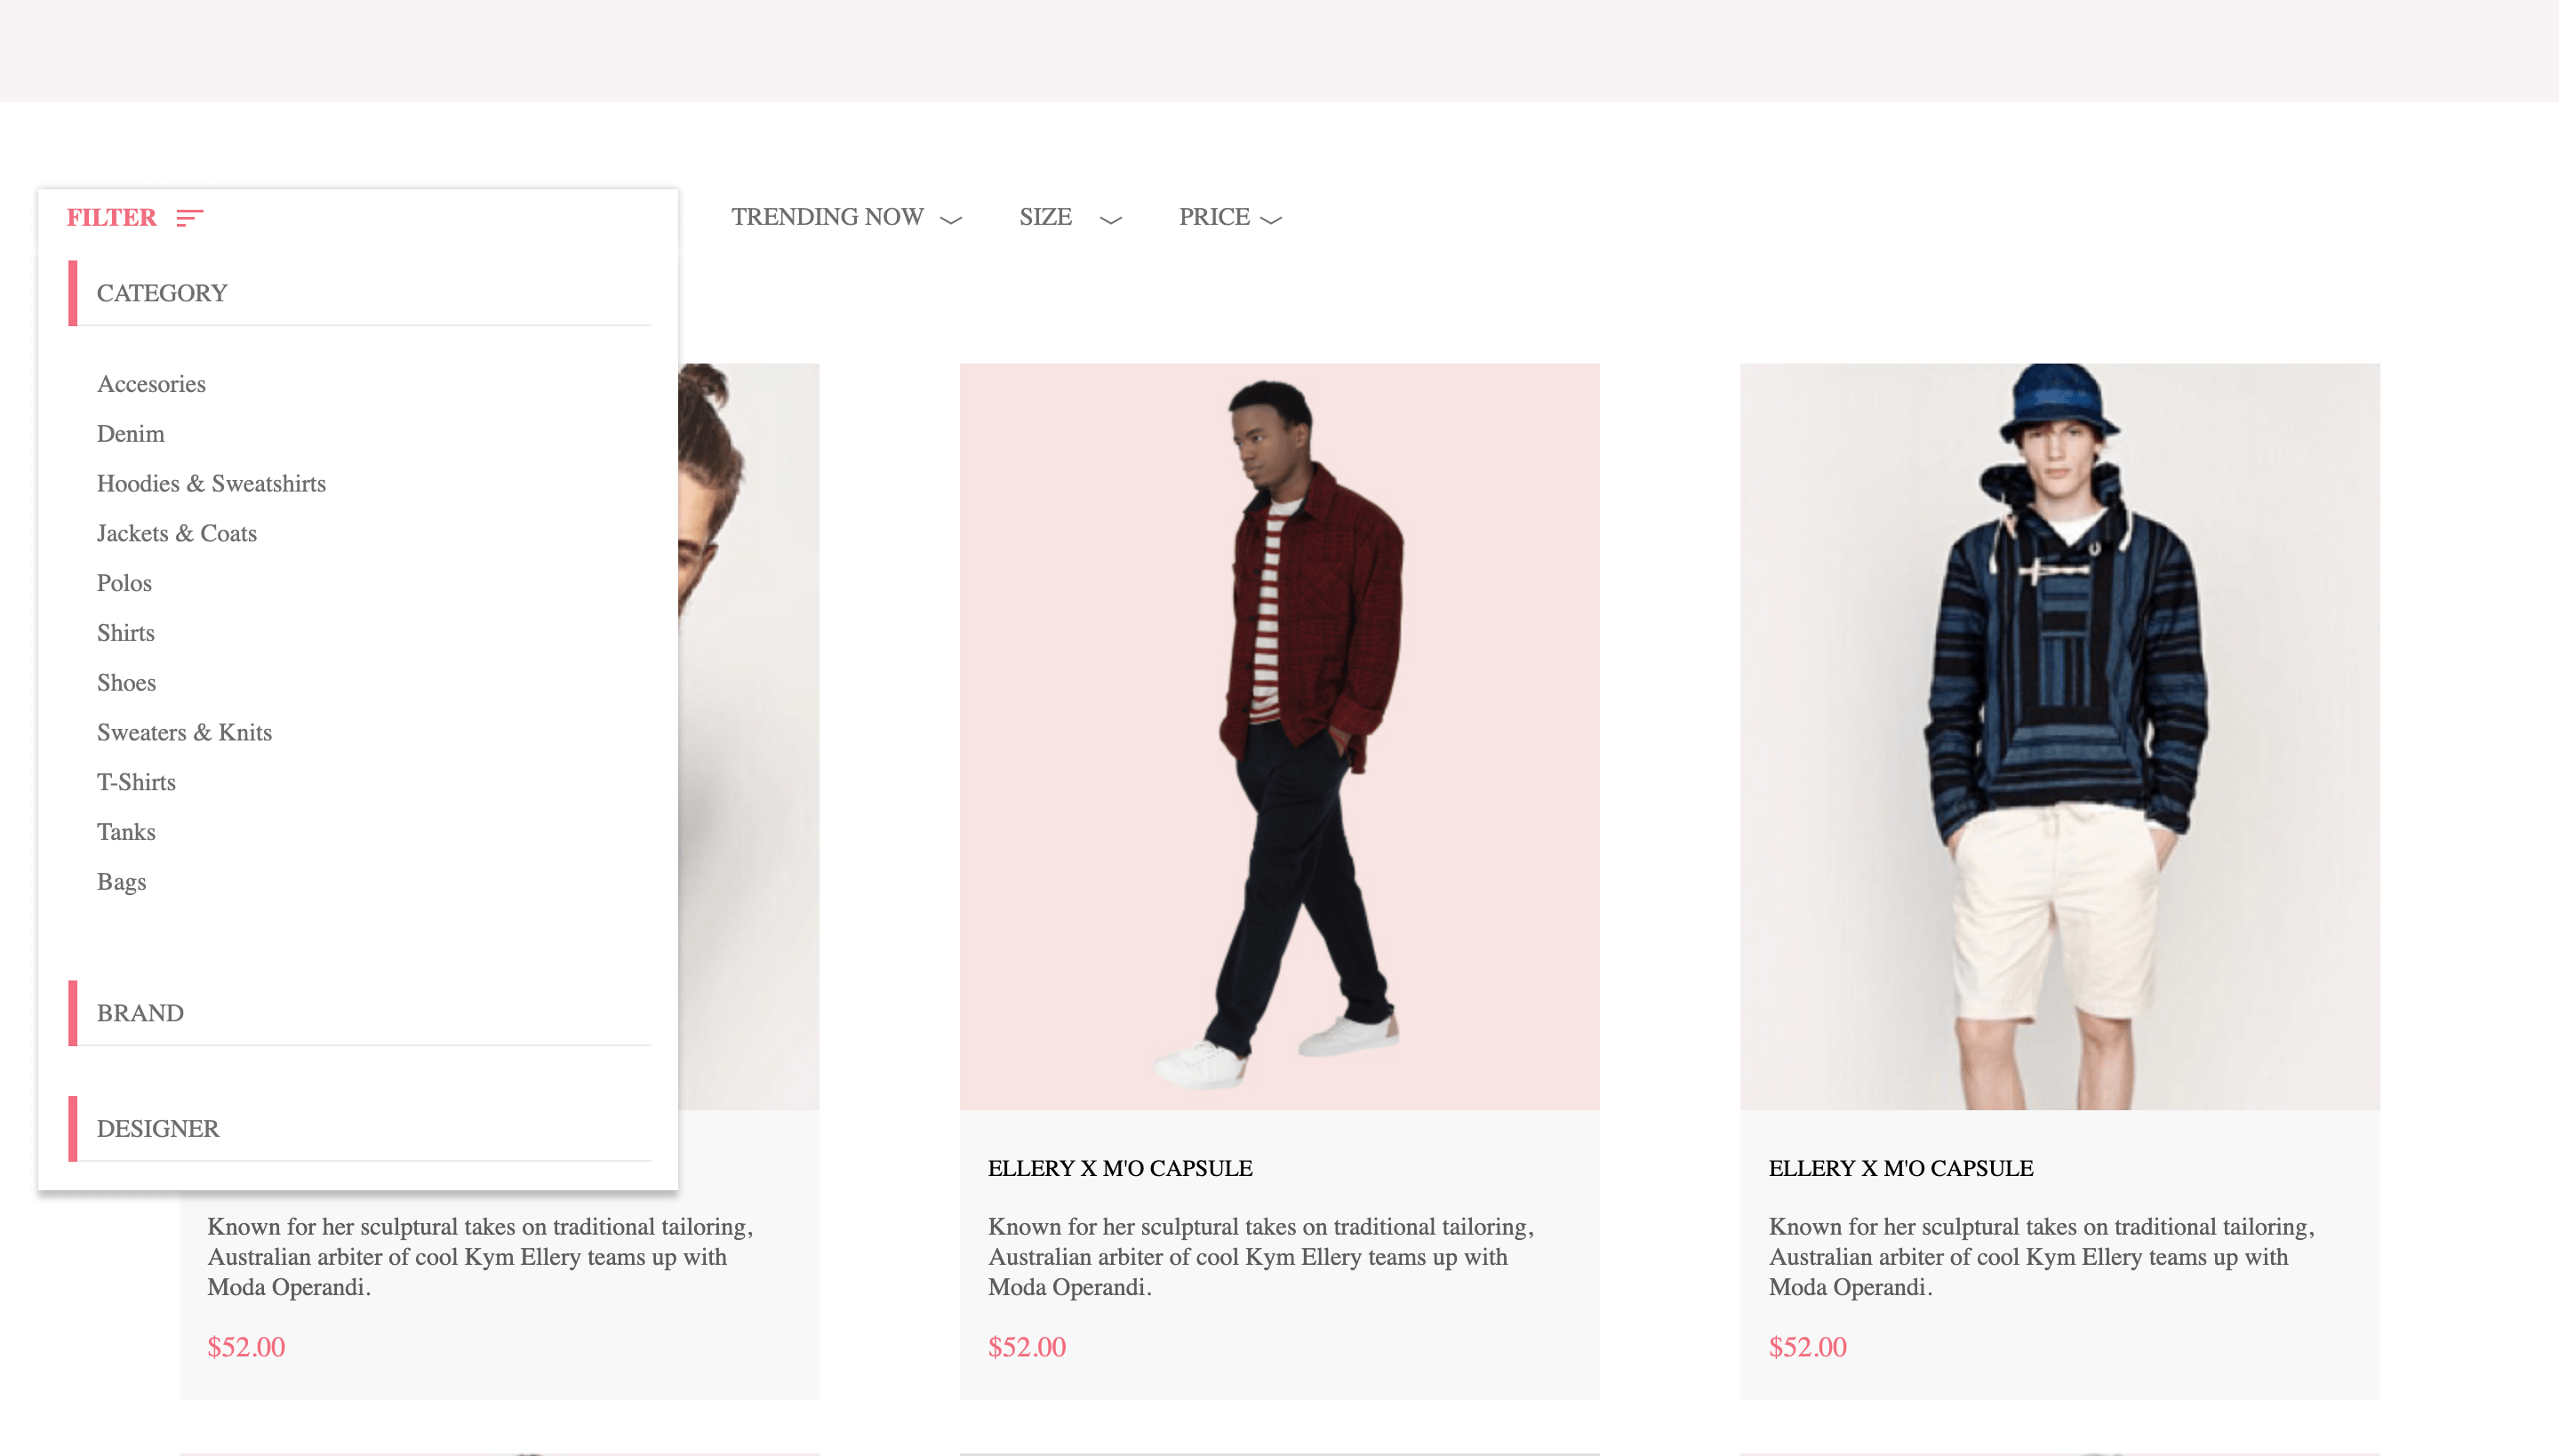 FILTER
TRENDING NOW
SIZE
PRICE
CATEGORY
Accesories
Denim
Hoodies & Sweatshirts
Jackets & Coats
Polos
Shirts
Shoes
Sweaters & Knits
T-Shirts
Tanks
Bags
BRAND
DESIGNER
Known for her sculptural takes on traditional tailoring,
Australian arbiter of cool Kym Ellery teams up with
Moda Operandi.
$52.00
ELLERY X M'O CAPSULE
Known for her sculptural takes on traditional tailoring,
Australian arbiter of cool Kym Ellery teams up with
Moda Operandi.
$52.00
ELLERY X M'O CAPSULE
Known for her sculptural takes on traditional tailoring,
Australian arbiter of cool Kym Ellery teams up with
Moda Operandi.
$52.00